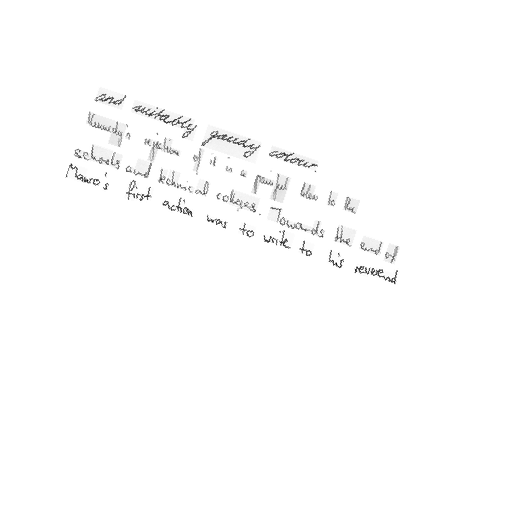 and suitably gaudy colour.
Kennedy's rejection of it is a painful blow to the
schools and technical colleges. Towards the end of
Mauro's first action was to write to his reverend